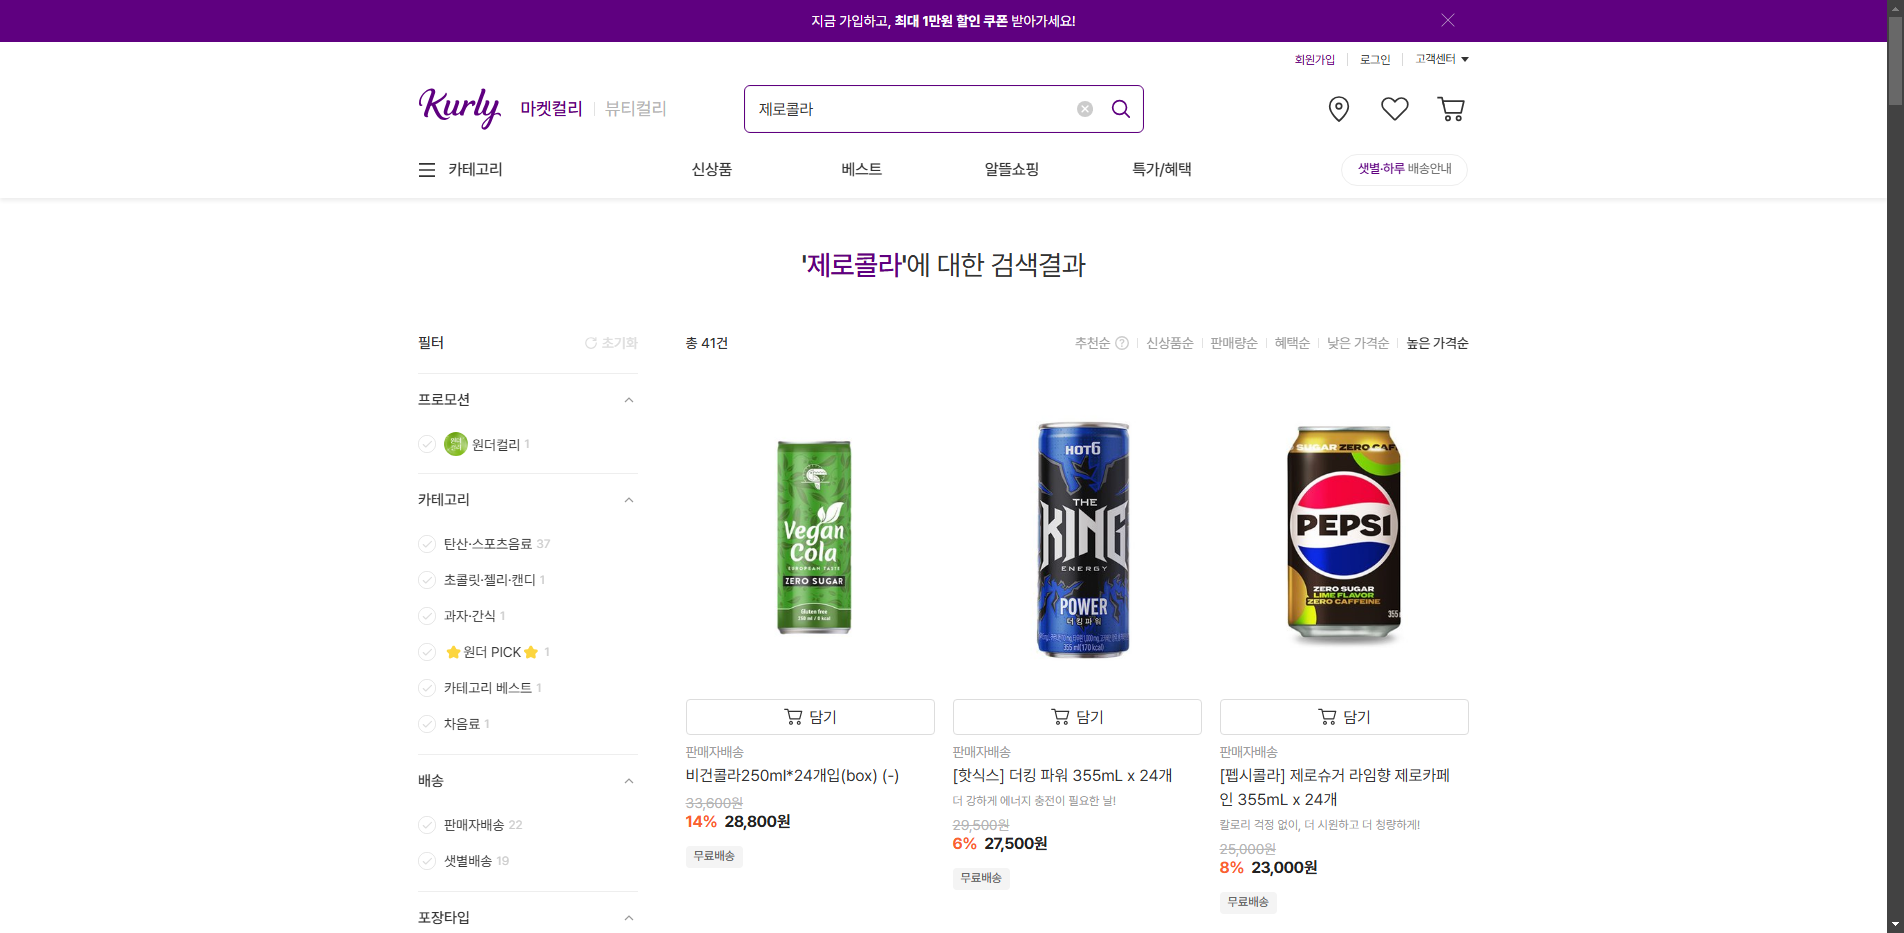 지금 가입하고, 최대 1만원 할인 쿠폰 받아가세요!
회원가입 로그인 고객센터
Kurly 마켓컬리 뷰티컬리
제로콜라
카테고리 신상품 베스트 알뜰쇼핑 특가/혜택 샛별·하루 배송안내
'제로콜라'에 대한 검색결과
필터 초기화
프로모션
원더컬리 1
카테고리
탄산·스포츠음료 37
초콜릿·젤리·캔디 1
과자·간식 1
원더 PICK 1
카테고리 베스트 1
차음료 1
배송
판매자배송 22
샛별배송 19
포장타입
총 41건 추천순 신상품순 판매량순 혜택순 낮은 가격순 높은 가격순
Vegan
Cola
EUROPEAN TASTE
ZERO SUGAR
Gluten free
담기
판매자배송
비건콜라250ml*24개입(box) (-)
33,600원
14% 28,800원
무료배송
HOT6
THE
KING
ENERGY
POWER
더킹파워
355 ml(170 kcal)
담기
판매자배송
[핫식스] 더킹 파워 355mL x 24개
더 강하게 에너지 충전이 필요한 날!
29,500원
6% 27,500원
무료배송
SUGAR ZERO CAF
PEPSI
ZERO SUGAR
LIME FLAVOR
ZERO CAFFEINE
355
담기
판매자배송
[펩시콜라] 제로슈거 라임향 제로카페
인 355mL x 24개
칼로리 걱정 없이, 더 시원하고 더 청량하게!
25,000원
8% 23,000원
무료배송